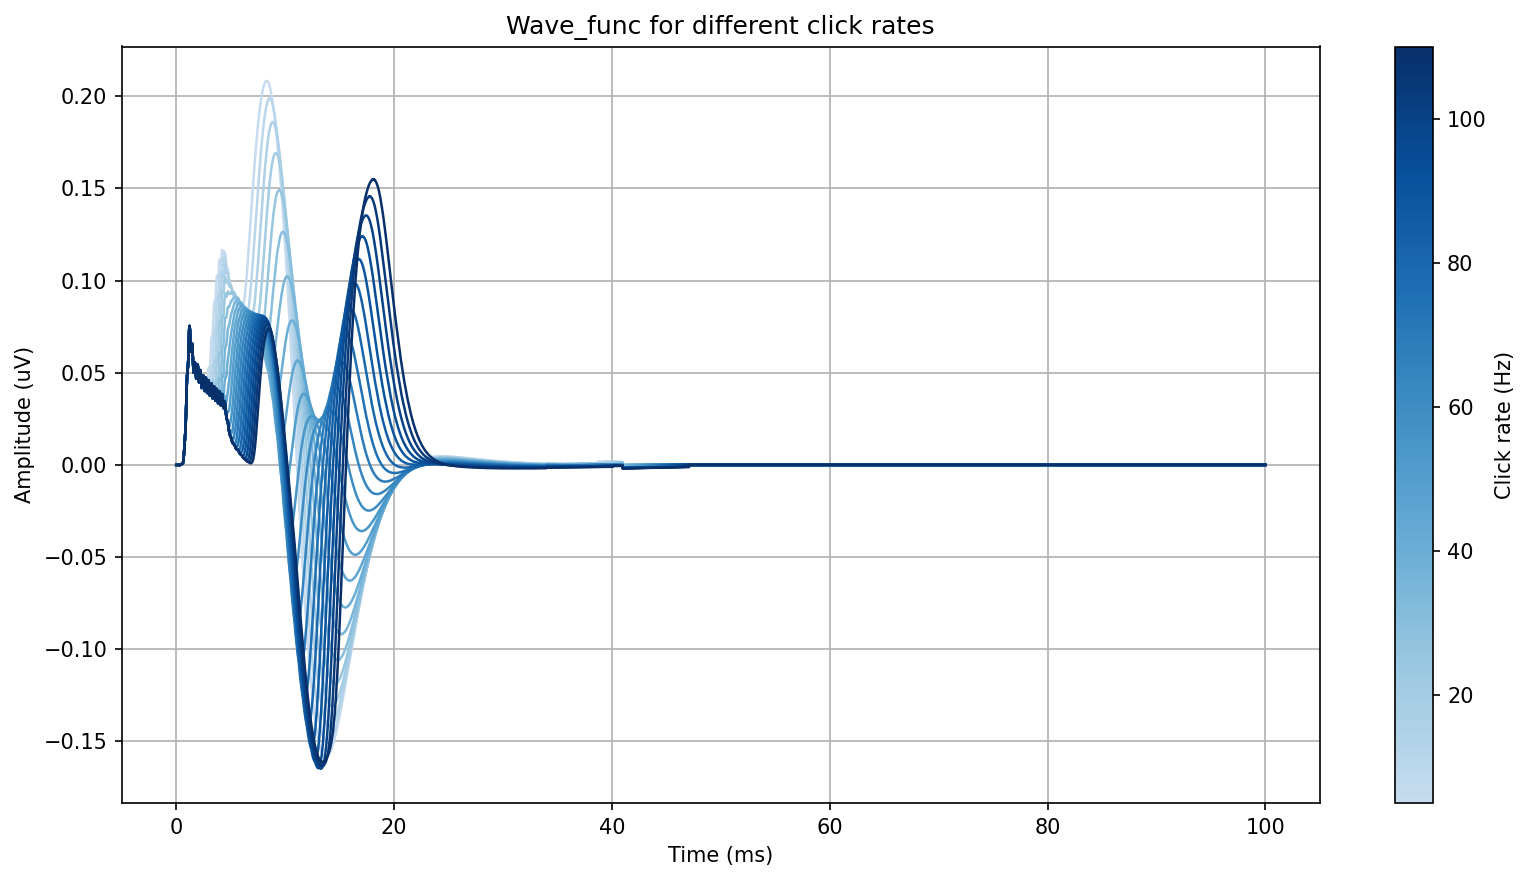 Wave_func for different click rates
Amplitude (uV)
0.20
0.15
0.10
0.05
0.00
−0.05
−0.10
−0.15
0 20 40 60 80 100
Time (ms)
100
80
60
40
20
Click rate (Hz)